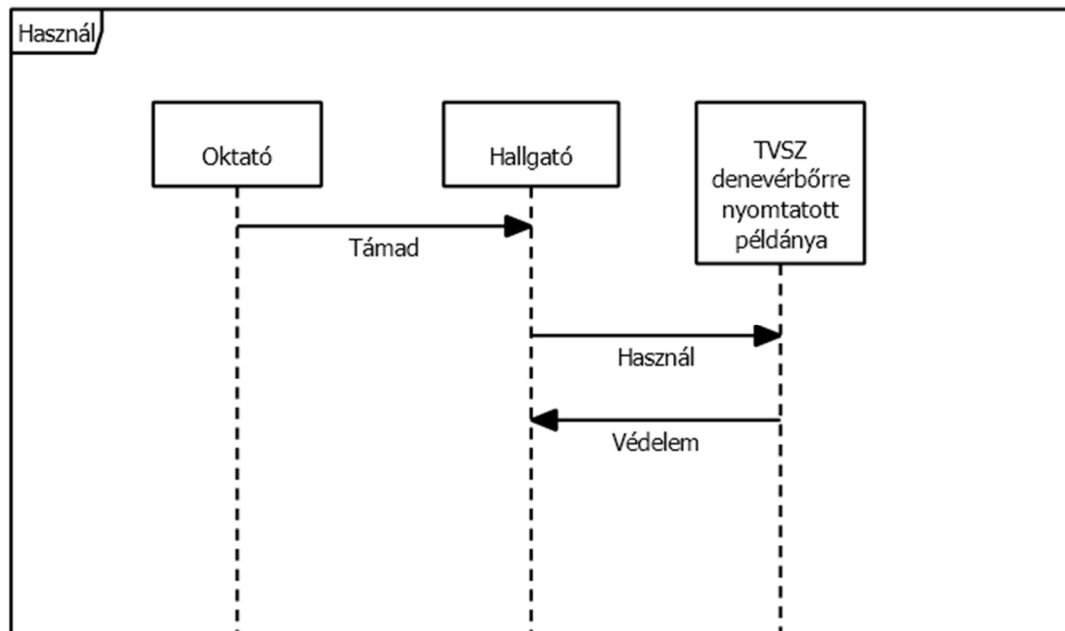 Használ
Oktató
Hallgató
TVSZ
denevérbőrre
nyomtatott
példánya
Támad
Használ
Védelem